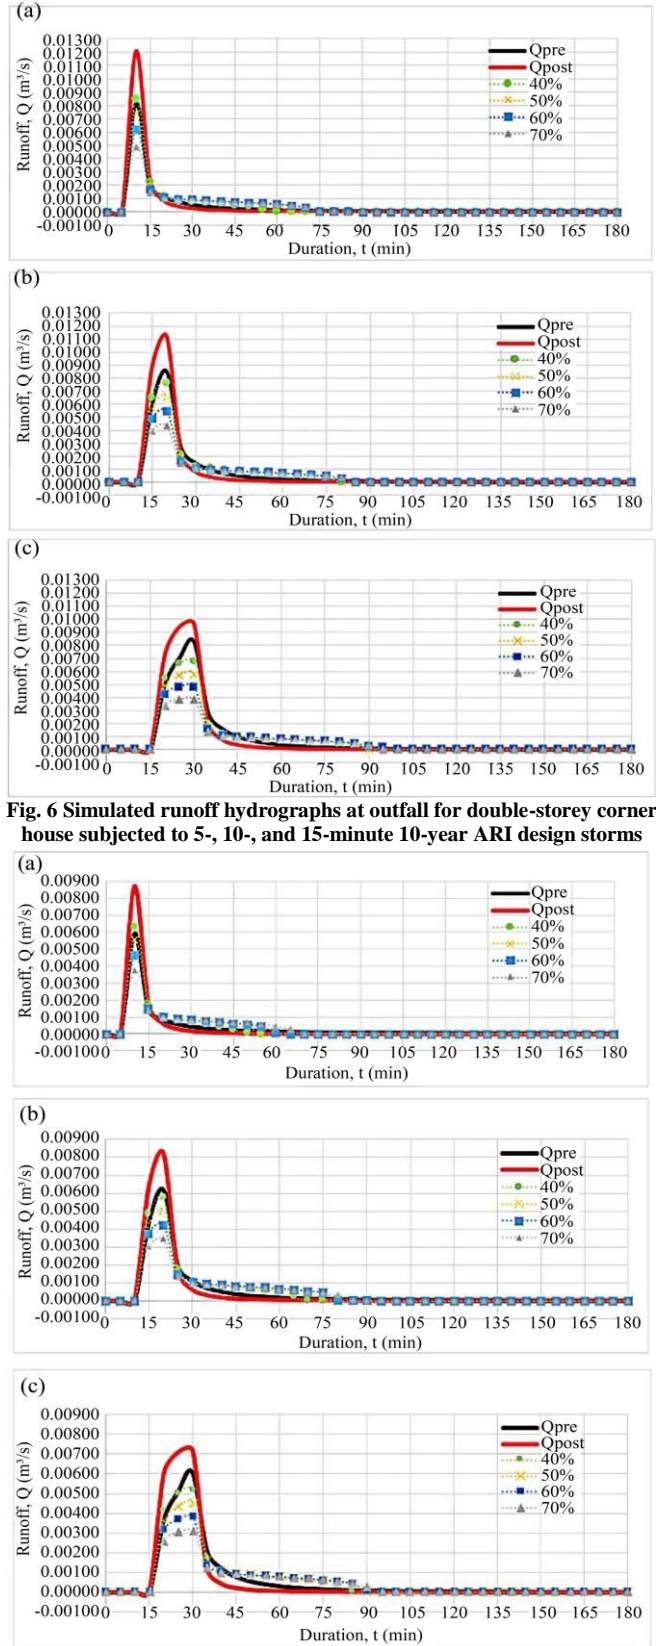 (a)
0.01300
0.01200
0.01100
0.01000
0.00900
0.00800
0.00700
0.00600
0.00500
0.00400
0.00300
0.00200
0.00100
0.00000
-0.00100
Runoff, Q (m³/s)
Qpre
Qpost
40%
50%
60%
70%
0 15 30 45 60 75 90 105 120 135 150 165 180
Duration, t (min)
(b)
0.01300
0.01200
0.01100
0.01000
0.00900
0.00800
0.00700
0.00600
0.00500
0.00400
0.00300
0.00200
0.00100
0.00000
-0.00100
Runoff, Q (m³/s)
Qpre
Qpost
40%
50%
60%
70%
0 15 30 45 60 75 90 105 120 135 150 165 180
Duration, t (min)
(c)
0.01300
0.01200
0.01100
0.01000
0.00900
0.00800
0.00700
0.00600
0.00500
0.00400
0.00300
0.00200
0.00100
0.00000
-0.00100
Runoff, Q (m³/s)
Qpre
Qpost
40%
50%
60%
70%
0 15 30 45 60 75 90 105 120 135 150 165 180
Duration, t (min)
Fig. 6 Simulated runoff hydrographs at outfall for double-storey corner
house subjected to 5-, 10-, and 15-minute 10-year ARI design storms
(a)
0.00900
0.00800
0.00700
0.00600
0.00500
0.00400
0.00300
0.00200
0.00100
0.00000
-0.00100
Runoff, Q (m³/s)
Qpre
Qpost
40%
50%
60%
70%
0 15 30 45 60 75 90 105 120 135 150 165 180
Duration, t (min)
(b)
0.00900
0.00800
0.00700
0.00600
0.00500
0.00400
0.00300
0.00200
0.00100
0.00000
-0.00100
Runoff, Q (m³/s)
Qpre
Qpost
40%
50%
60%
70%
0 15 30 45 60 75 90 105 120 135 150 165 180
Duration, t (min)
(c)
0.00900
0.00800
0.00700
0.00600
0.00500
0.00400
0.00300
0.00200
0.00100
0.00000
-0.00100
Runoff, Q (m³/s)
Qpre
Qpost
40%
50%
60%
70%
0 15 30 45 60 75 90 105 120 135 150 165 180
Duration, t (min)